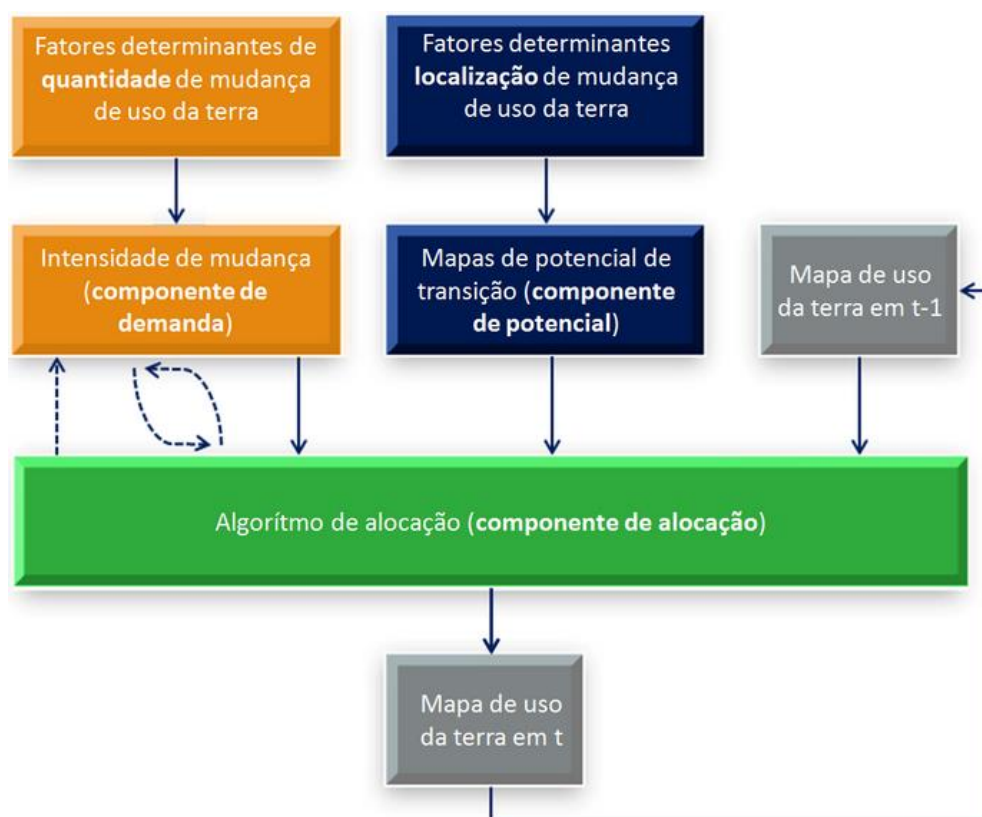 Fatores determinantes de
quantidade de mudança
de uso da terra
Fatores determinantes
localização de mudança
de uso da terra
Intensidade de mudança
(componente de
demanda)
Mapas de potencial de
transição (componente
de potencial)
Mapa de uso
da terra em t-1
Algorítmo de alocação (componente de alocação)
Mapa de uso
da terra em t